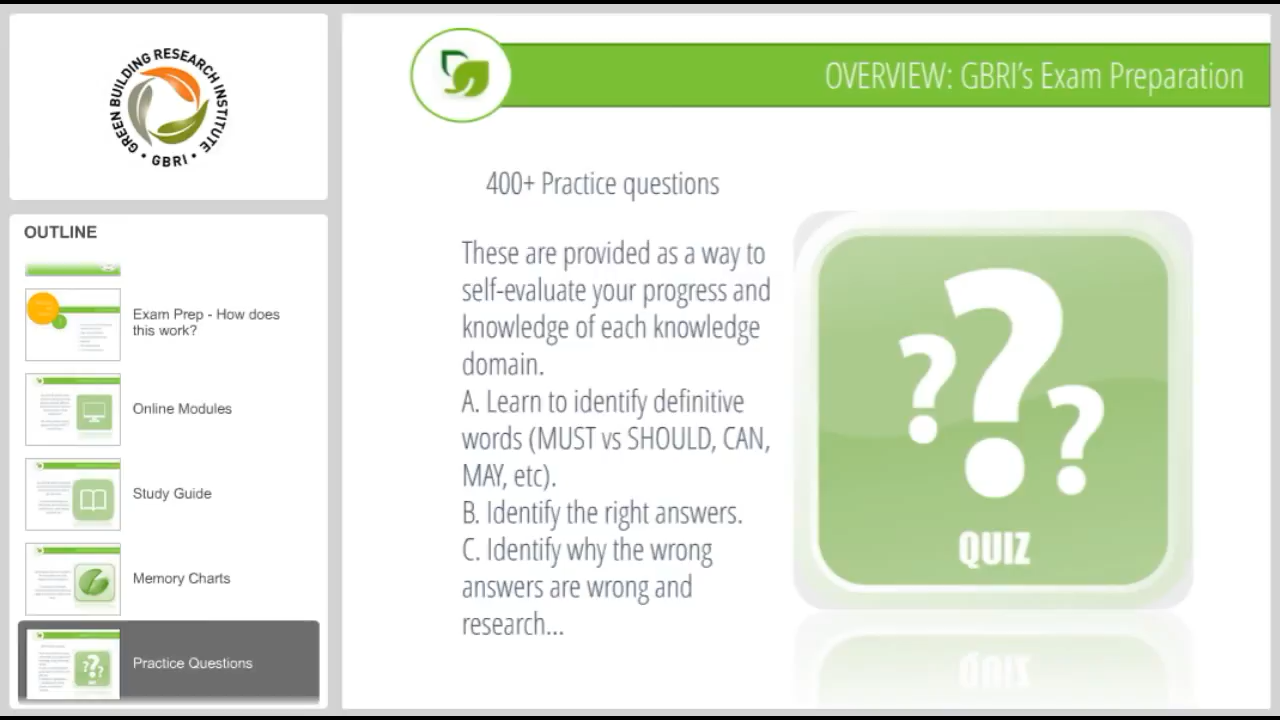 GREEN BUILDING RESEARCH INSTITUTE
• GBRI •
OUTLINE
Exam Prep - How does
this work?
Online Modules
Study Guide
Memory Charts
Practice Questions
OVERVIEW: GBRI's Exam Preparation
400+ Practice questions
These are provided as a way to
self-evaluate your progress and
knowledge of each knowledge
domain.
A. Learn to identify definitive
words (MUST vs SHOULD, CAN,
MAY, etc).
B. Identify the right answers.
C. Identify why the wrong
answers are wrong and
research...
???
QUIZ